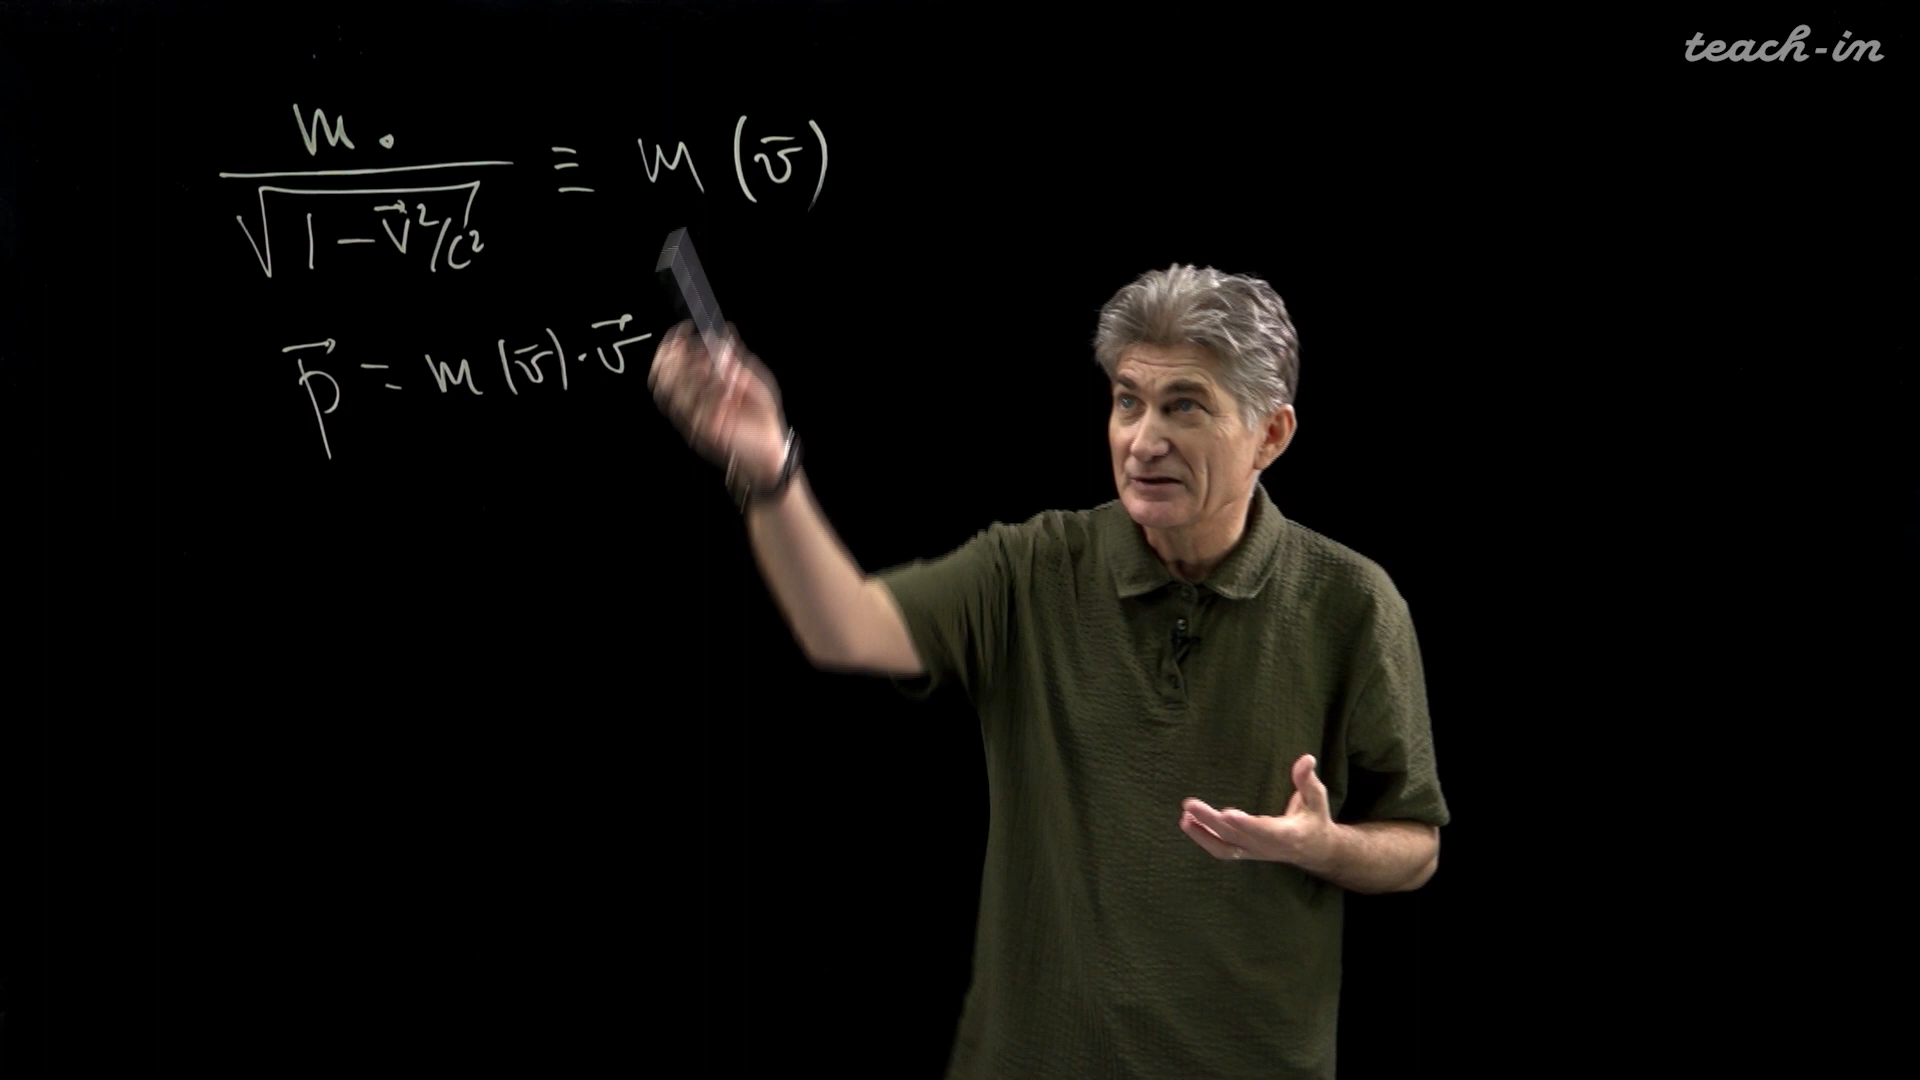 teach-in
m₀ / √(1 - v⃗²/c²) ≡ m (v̄)
p⃗ = m (v̄) · v⃗